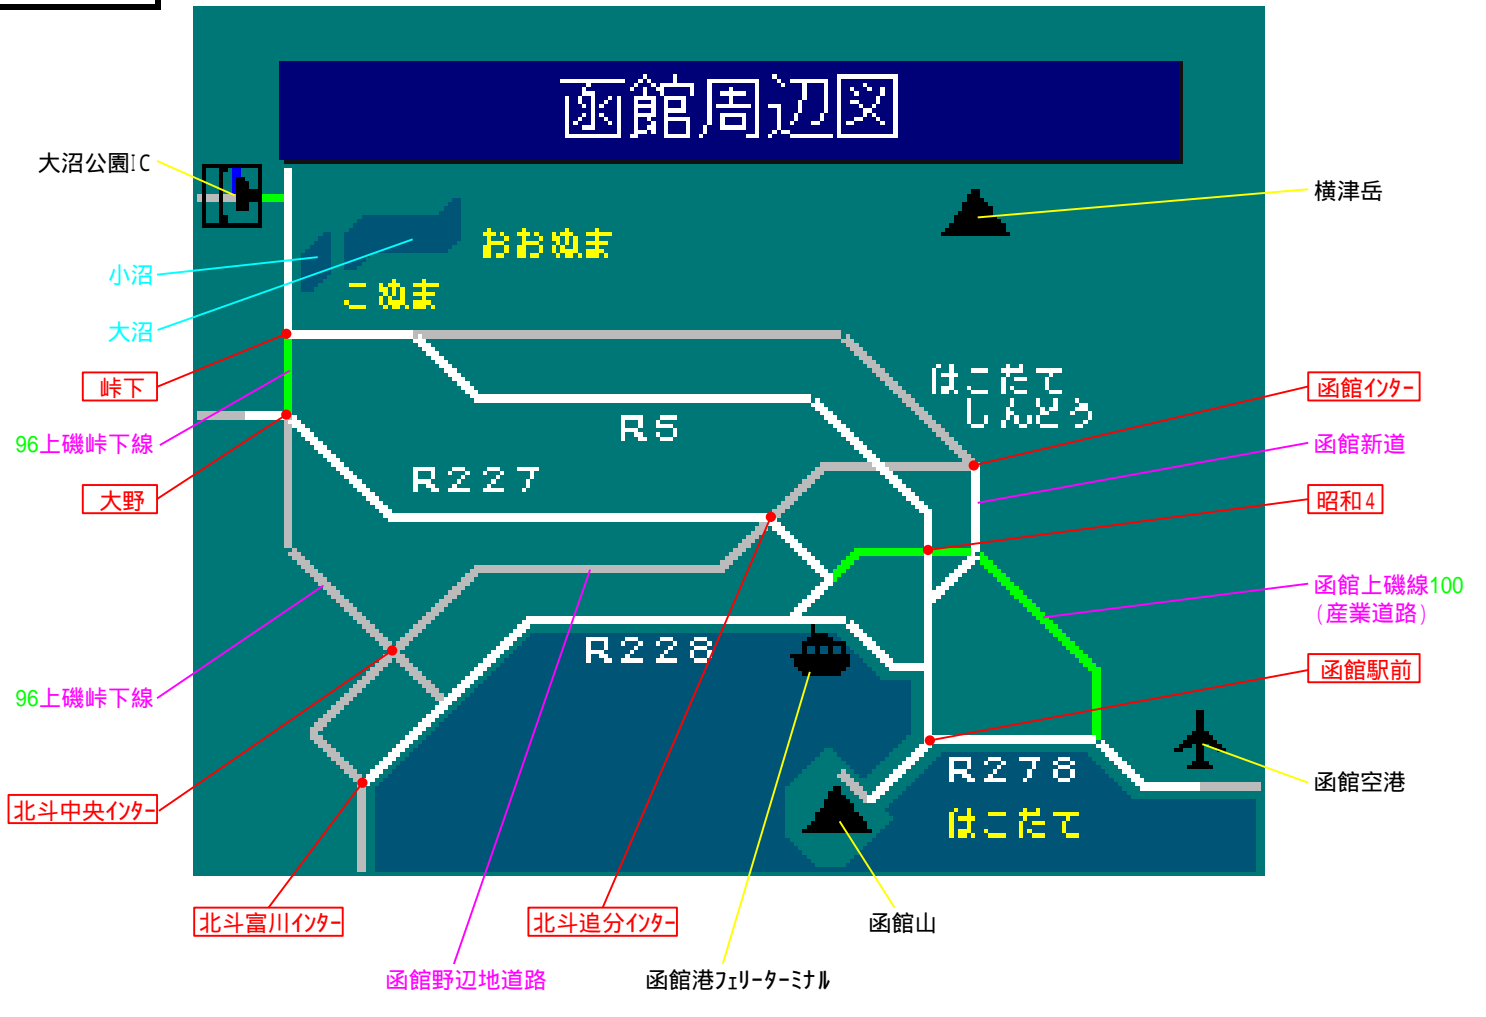 函館周辺図
大沼公園IC
横津岳
おおぬま
小沼
こぬま
大沼
峠下
はこだて
しんどう
函館インター
R5
96上磯峠下線
函館新道
R227
大野
昭和4
函館上磯線100
(産業道路)
R228
函館駅前
96上磯峠下線
R278
函館空港
北斗中央インター
はこだて
北斗富川インター
北斗追分インター
函館山
函館野辺地道路
函館港フェリーターミナル